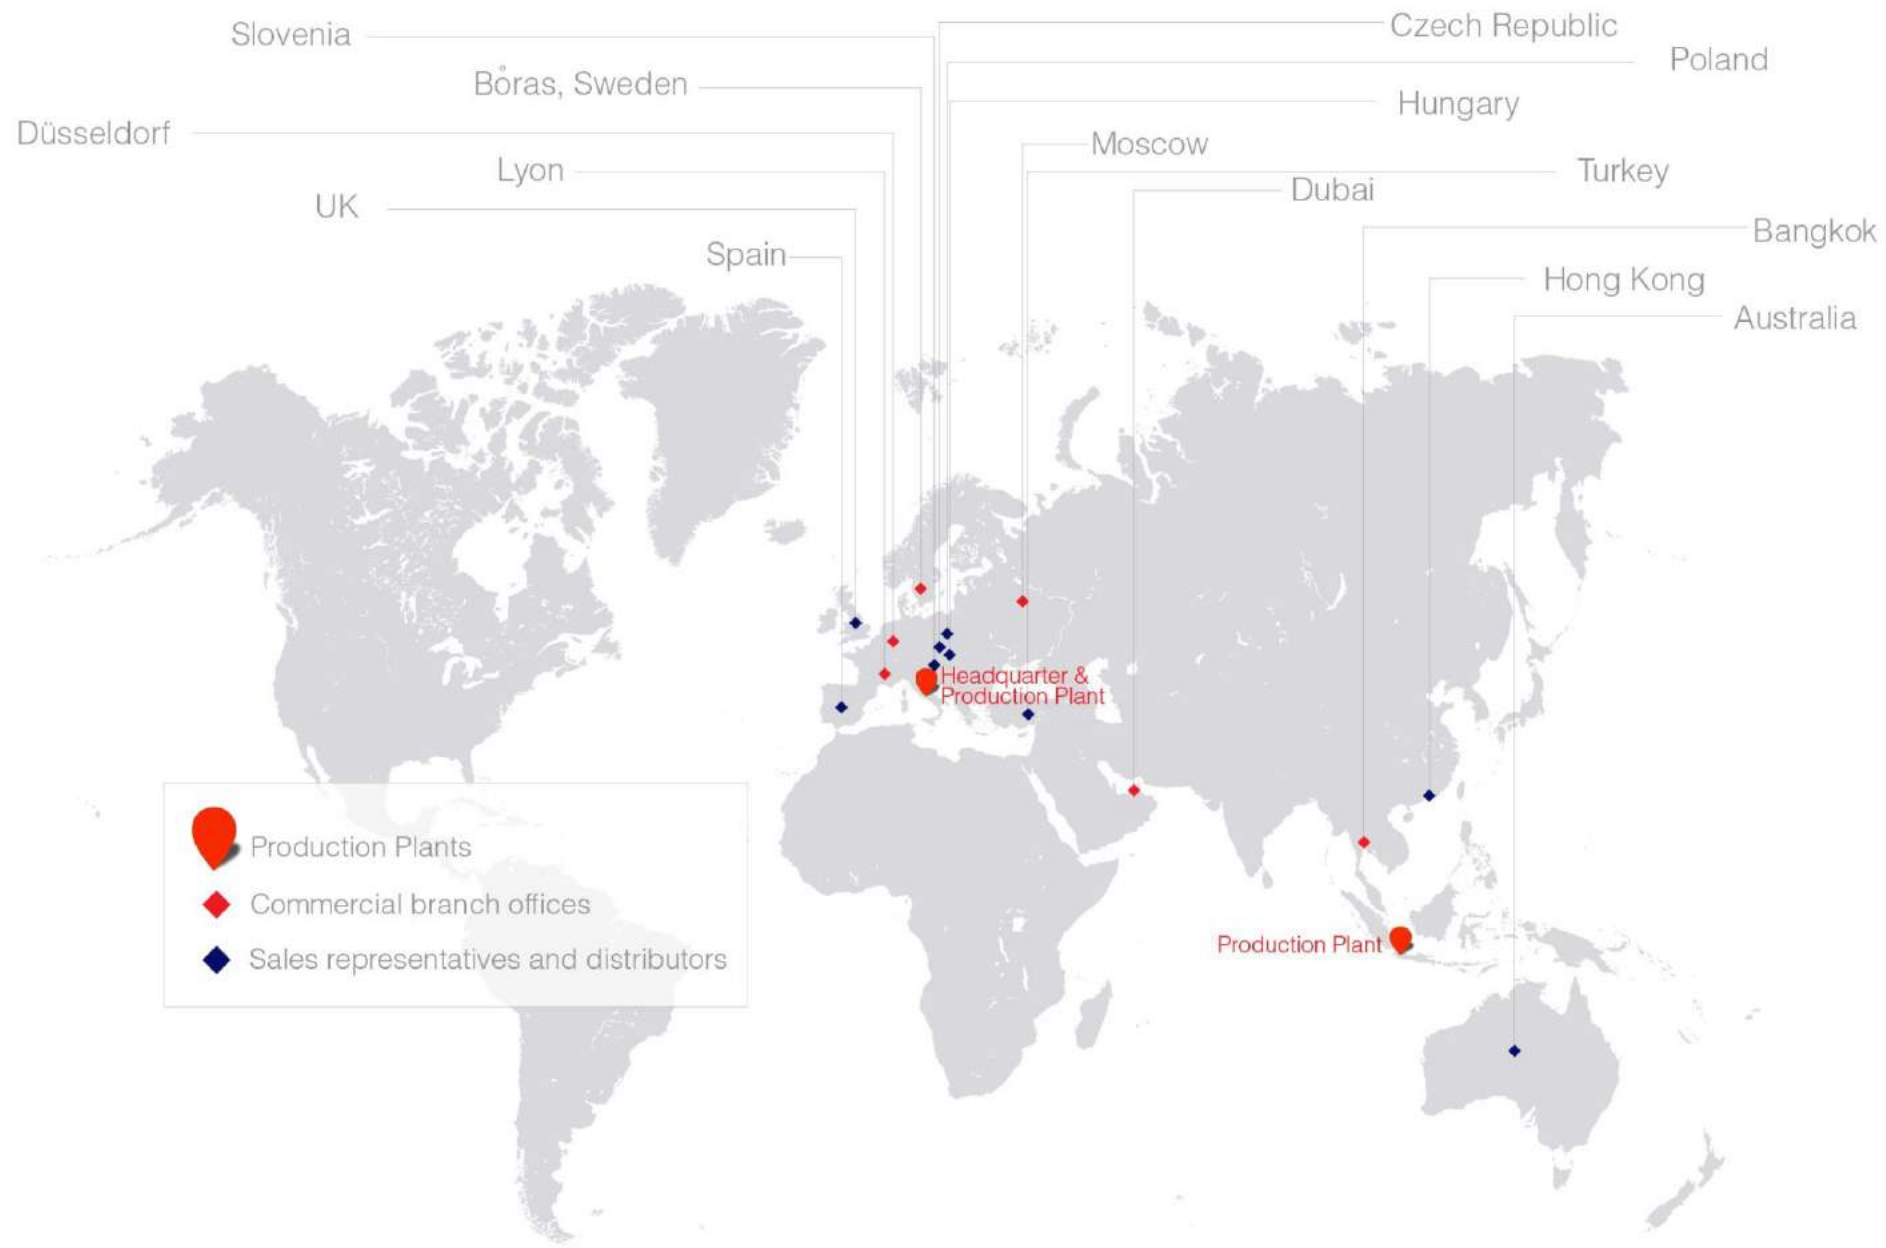 Slovenia
Czech Republic
Poland
Bőras, Sweden
Hungary
Düsseldorf
Moscow
Lyon
Turkey
Dubai
UK
Bangkok
Spain
Hong Kong
Australia
Headquarter &
Production Plant
Production Plants
Commercial branch offices
Production Plant
Sales representatives and distributors